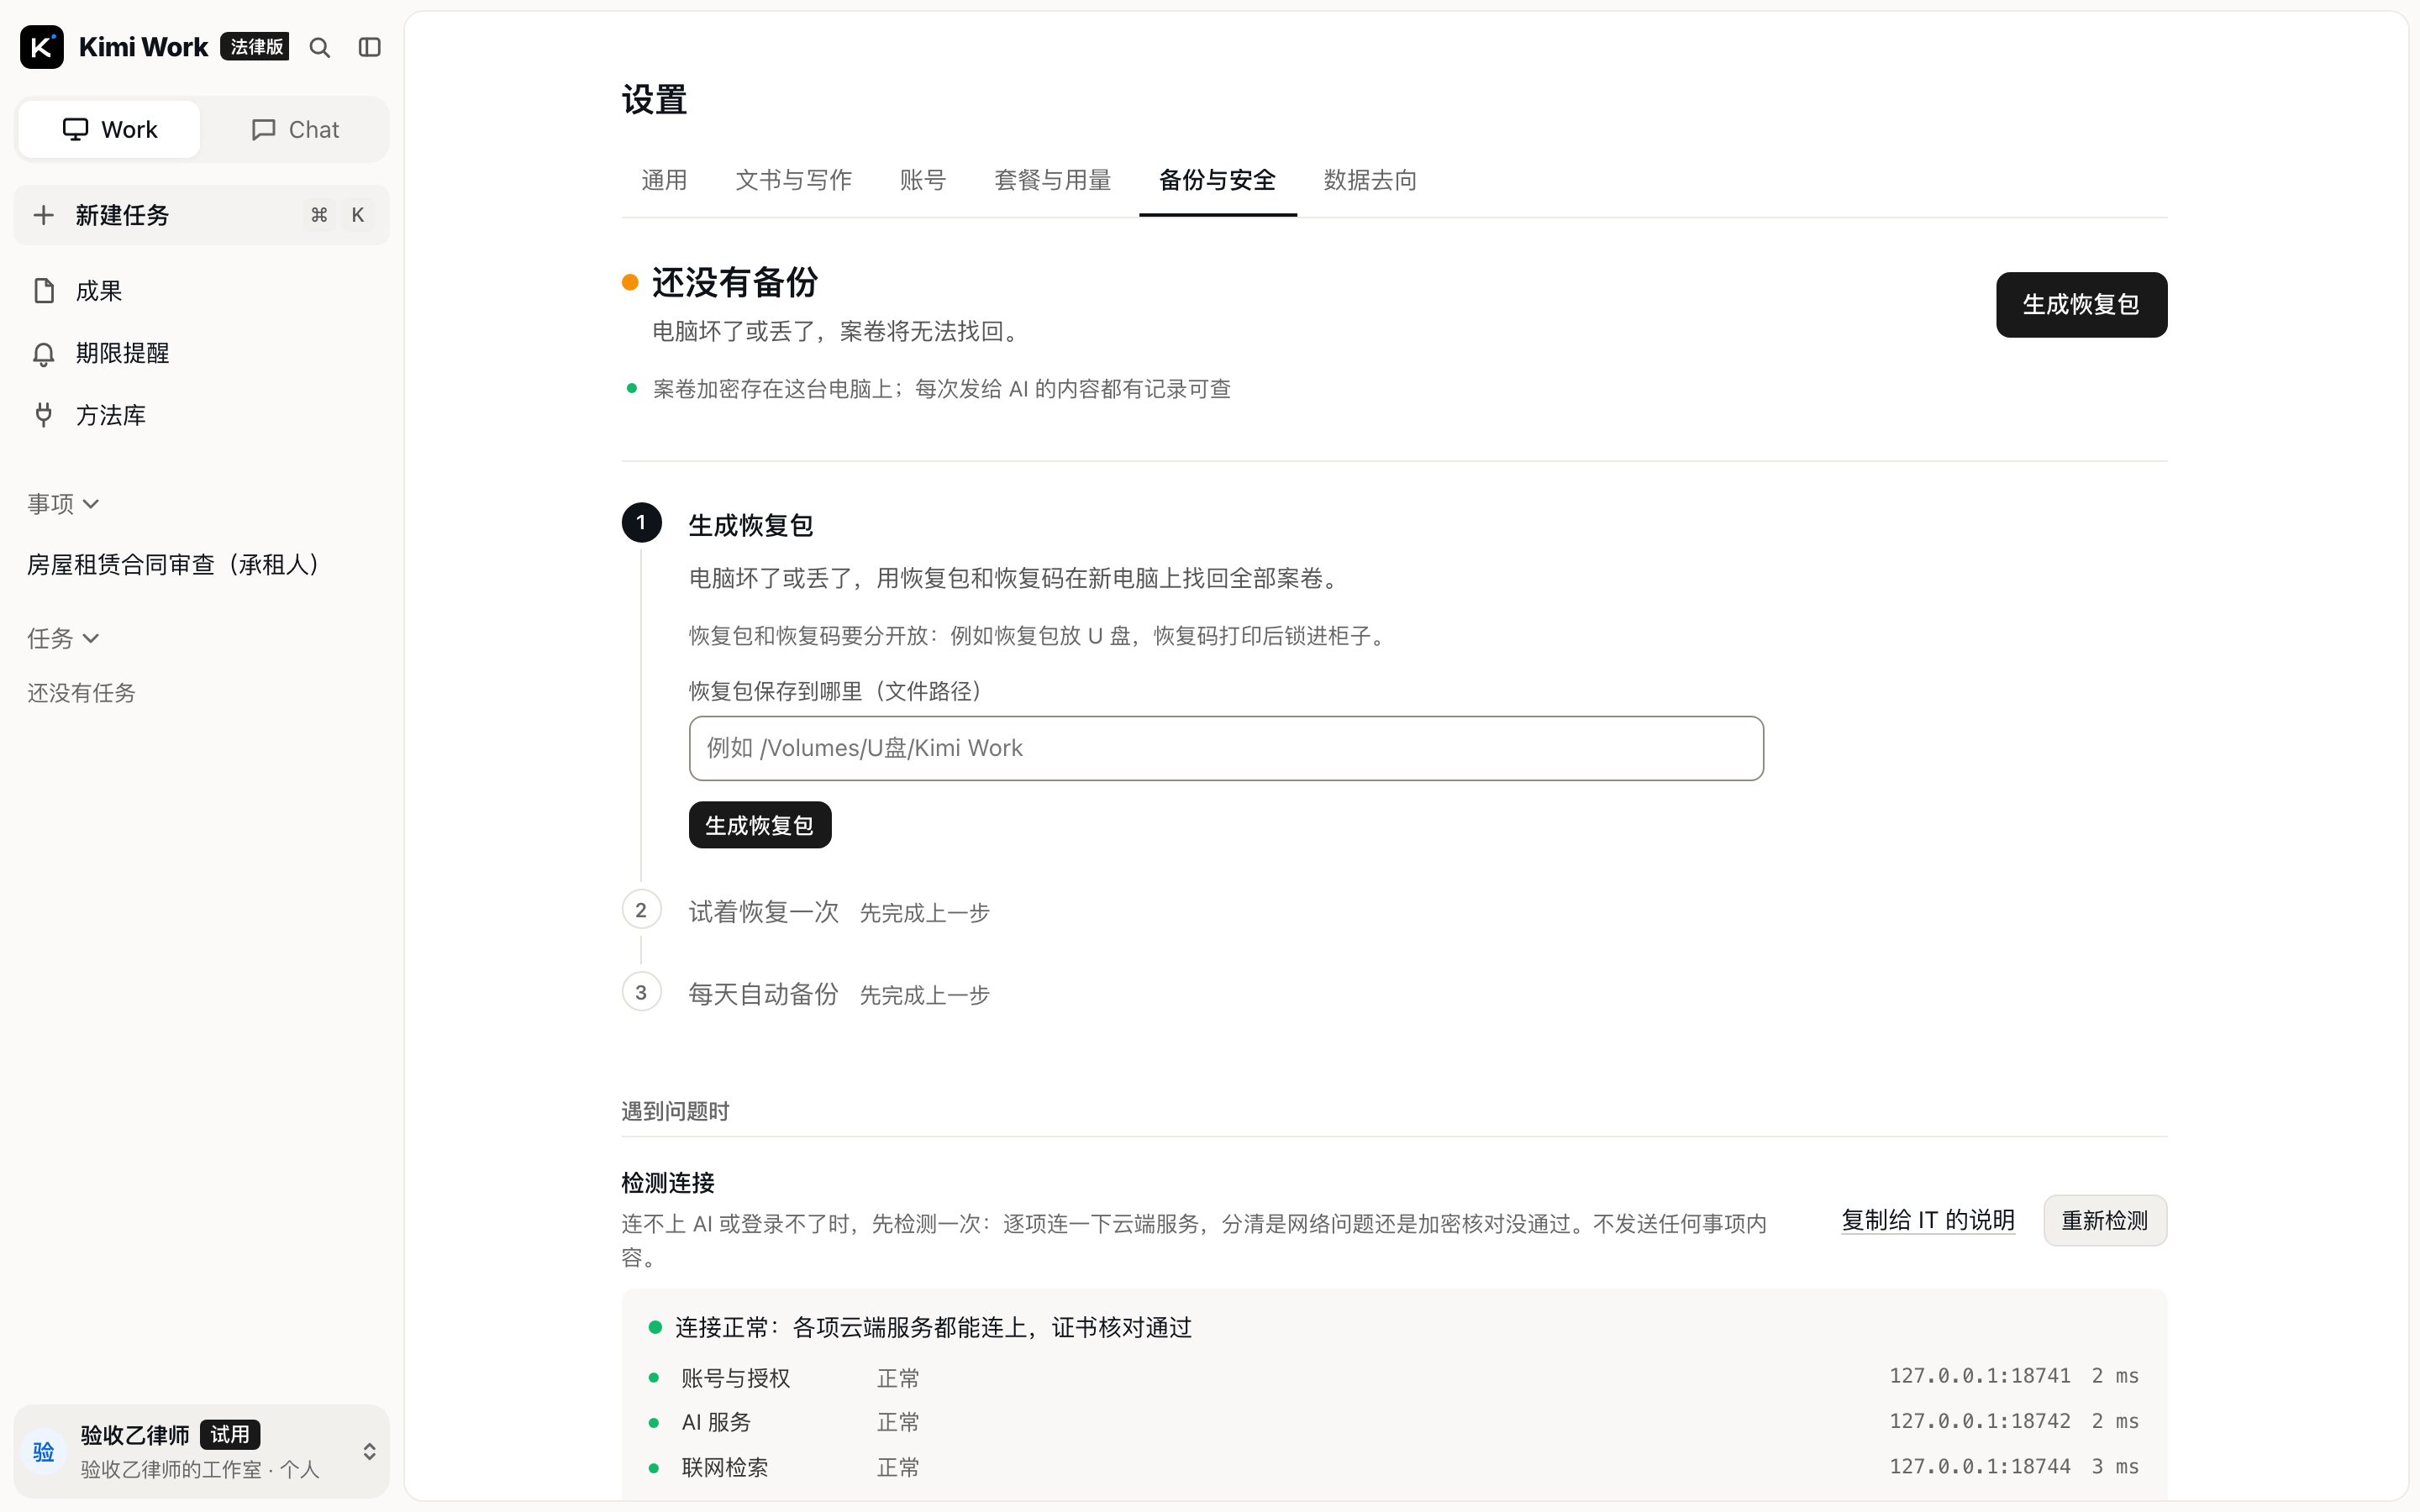 Kimi Work 法律版
Work
Chat
新建任务 ⌘ K
成果
期限提醒
方法库
事项
房屋租赁合同审查（承租人）
任务
还没有任务
验收乙律师 试用
验收乙律师的工作室 · 个人
设置
通用 文书与写作 账号 套餐与用量 备份与安全 数据去向
还没有备份
电脑坏了或丢了，案卷将无法找回。
生成恢复包
案卷加密存在这台电脑上；每次发给 AI 的内容都有记录可查
1 生成恢复包
电脑坏了或丢了，用恢复包和恢复码在新电脑上找回全部案卷。
恢复包和恢复码要分开放：例如恢复包放 U 盘，恢复码打印后锁进柜子。
恢复包保存到哪里（文件路径）
例如 /Volumes/U盘/Kimi Work
生成恢复包
2 试着恢复一次 先完成上一步
3 每天自动备份 先完成上一步
遇到问题时
检测连接
连不上 AI 或登录不了时，先检测一次：逐项连一下云端服务，分清是网络问题还是加密核对没通过。不发送任何事项内
容。
复制给 IT 的说明 重新检测
连接正常：各项云端服务都能连上，证书核对通过
账号与授权 正常 127.0.0.1:18741 2 ms
AI 服务 正常 127.0.0.1:18742 2 ms
联网检索 正常 127.0.0.1:18744 3 ms